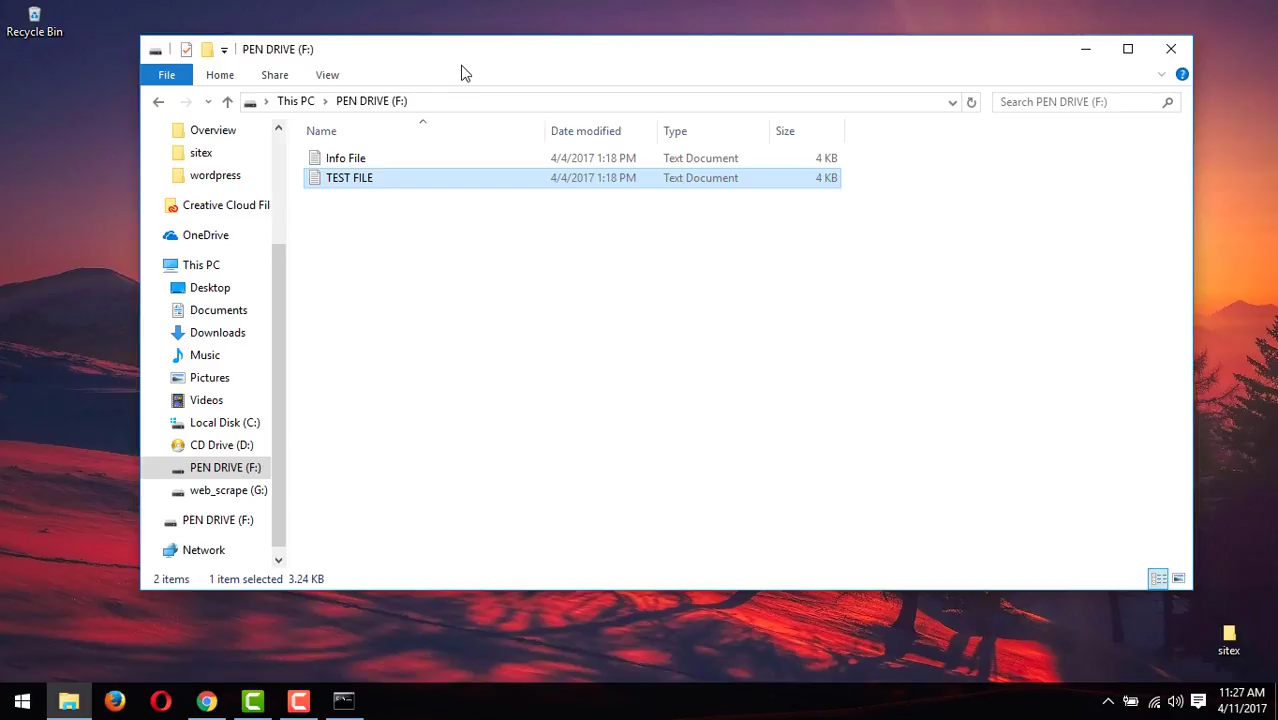 Recycle Bin
PEN DRIVE (F:)
File Home Share View
This PC PEN DRIVE (F:) Search PEN DRIVE (F:)
Name Date modified Type Size
Info File 4/4/2017 1:18 PM Text Document 4 KB
TEST FILE 4/4/2017 1:18 PM Text Document 4 KB
Overview
sitex
wordpress
Creative Cloud Fil
OneDrive
This PC
Desktop
Documents
Downloads
Music
Pictures
Videos
Local Disk (C:)
CD Drive (D:)
PEN DRIVE (F:)
web_scrape (G:)
PEN DRIVE (F:)
Network
2 items 1 item selected 3.24 KB
sitex
11:27 AM
4/11/2017